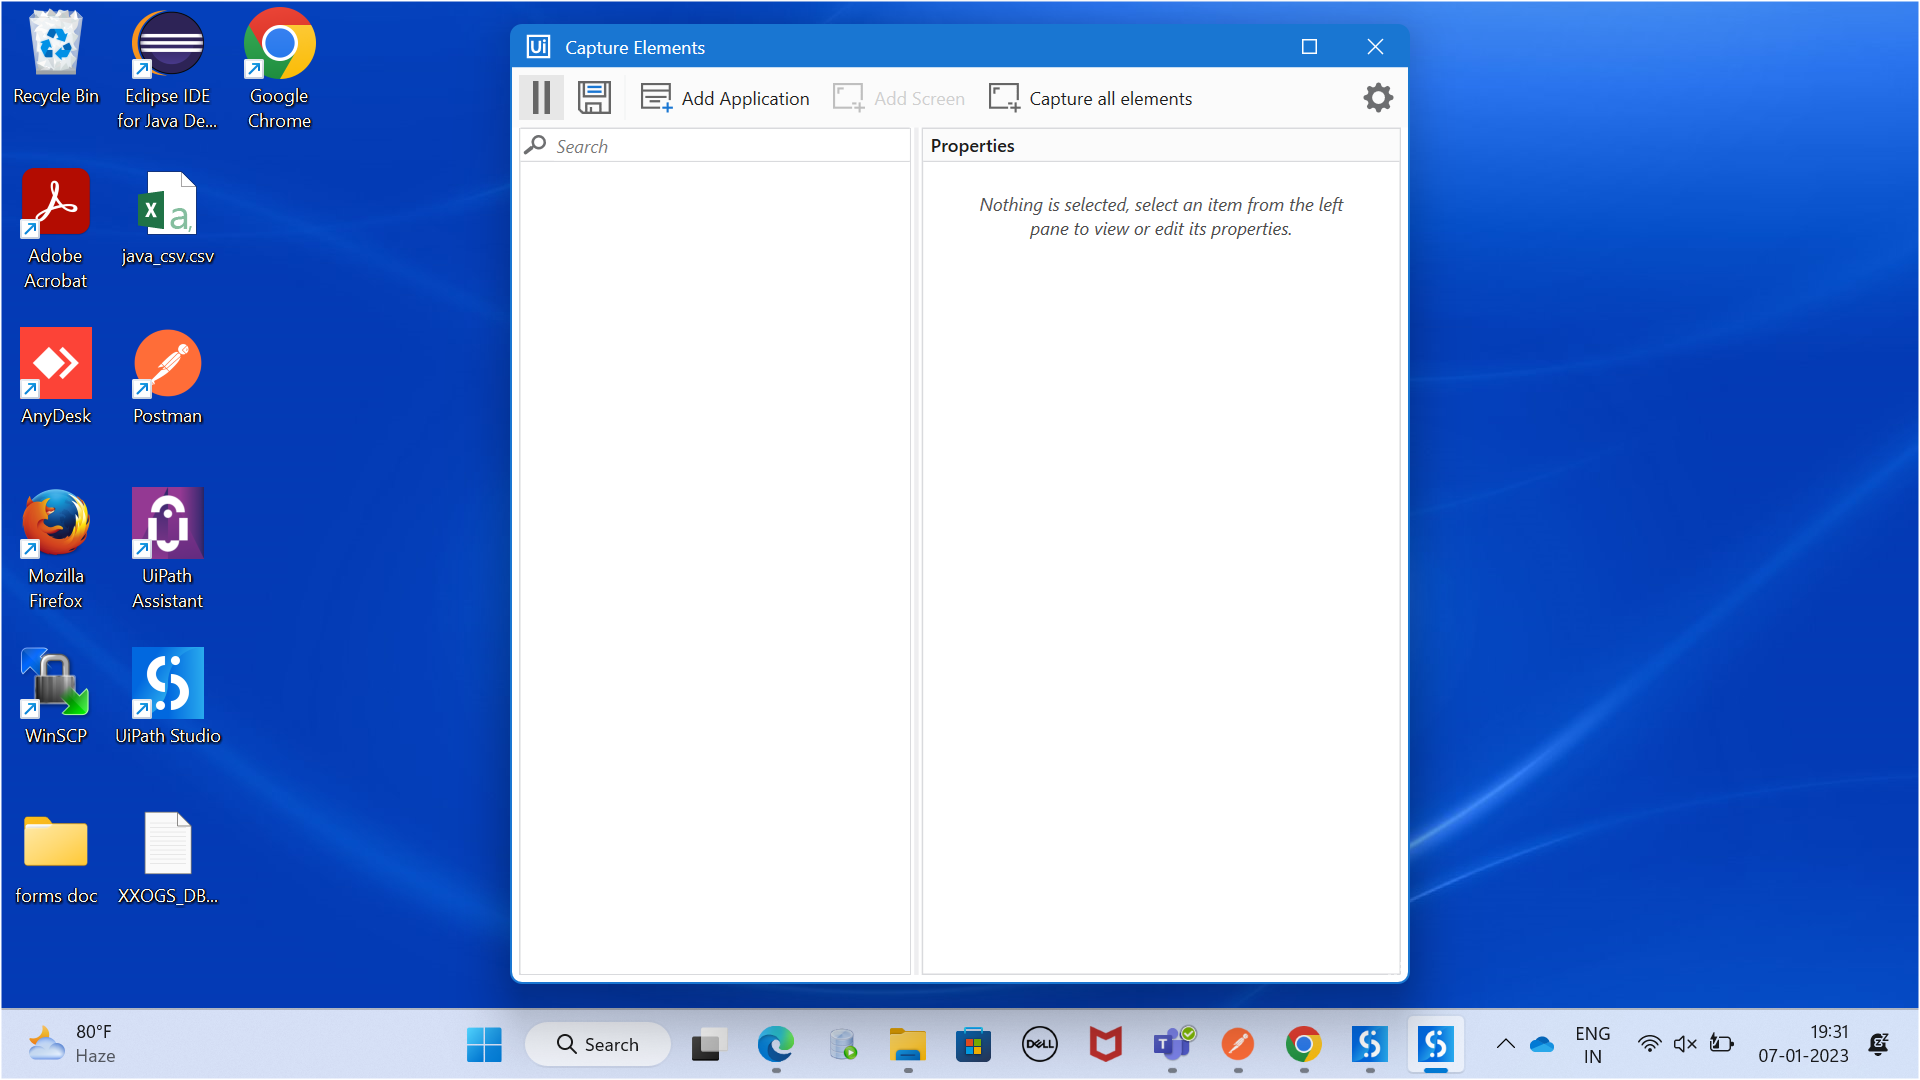 Recycle Bin
Eclipse IDE
for Java De...
Google
Chrome
Adobe
Acrobat
java_csv.csv
AnyDesk
Postman
Mozilla
Firefox
UiPath
Assistant
WinSCP
UiPath Studio
forms doc
XXOGS_DB...
Ui Capture Elements
Add Application
Add Screen
Capture all elements
Search
Properties
Nothing is selected, select an item from the left
pane to view or edit its properties.
80°F
Haze
Search
DELL
T
ENG
IN
19:31
07-01-2023